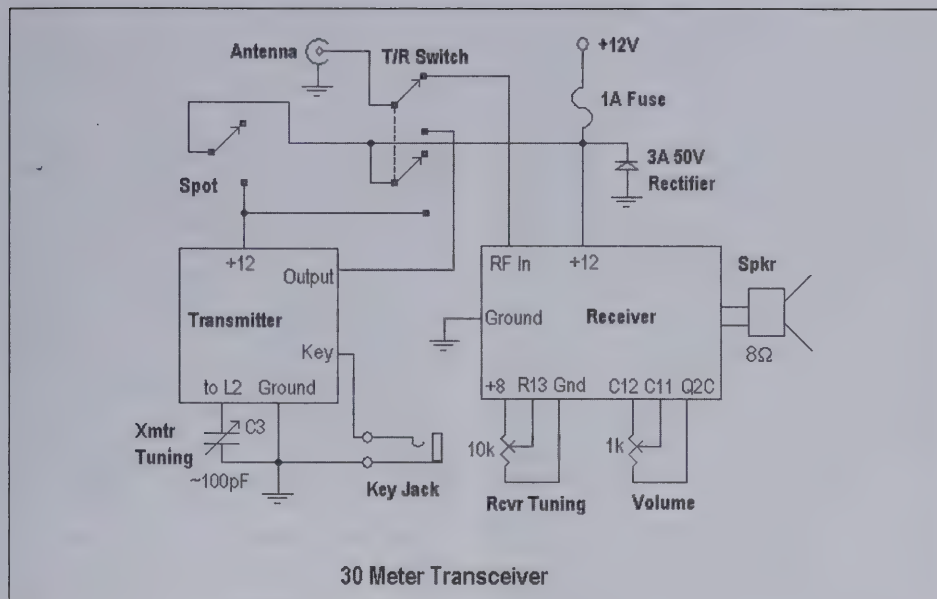 Antenna
T/R Switch
+12V
1A Fuse
3A 50V
Rectifier
Spot
+12
Output
Transmitter
Key
to L2 Ground
C3
Xmtr
Tuning
~100pF
Key Jack
RF In
+12
Spkr
Ground
Receiver
8Ω
+8 R13 Gnd
C12 C11 Q2C
10k
1k
Rcvr Tuning
Volume
30 Meter Transceiver